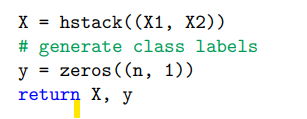 X = hstack((X1, X2))
# generate class labels
y = zeros((n, 1))
return X, y